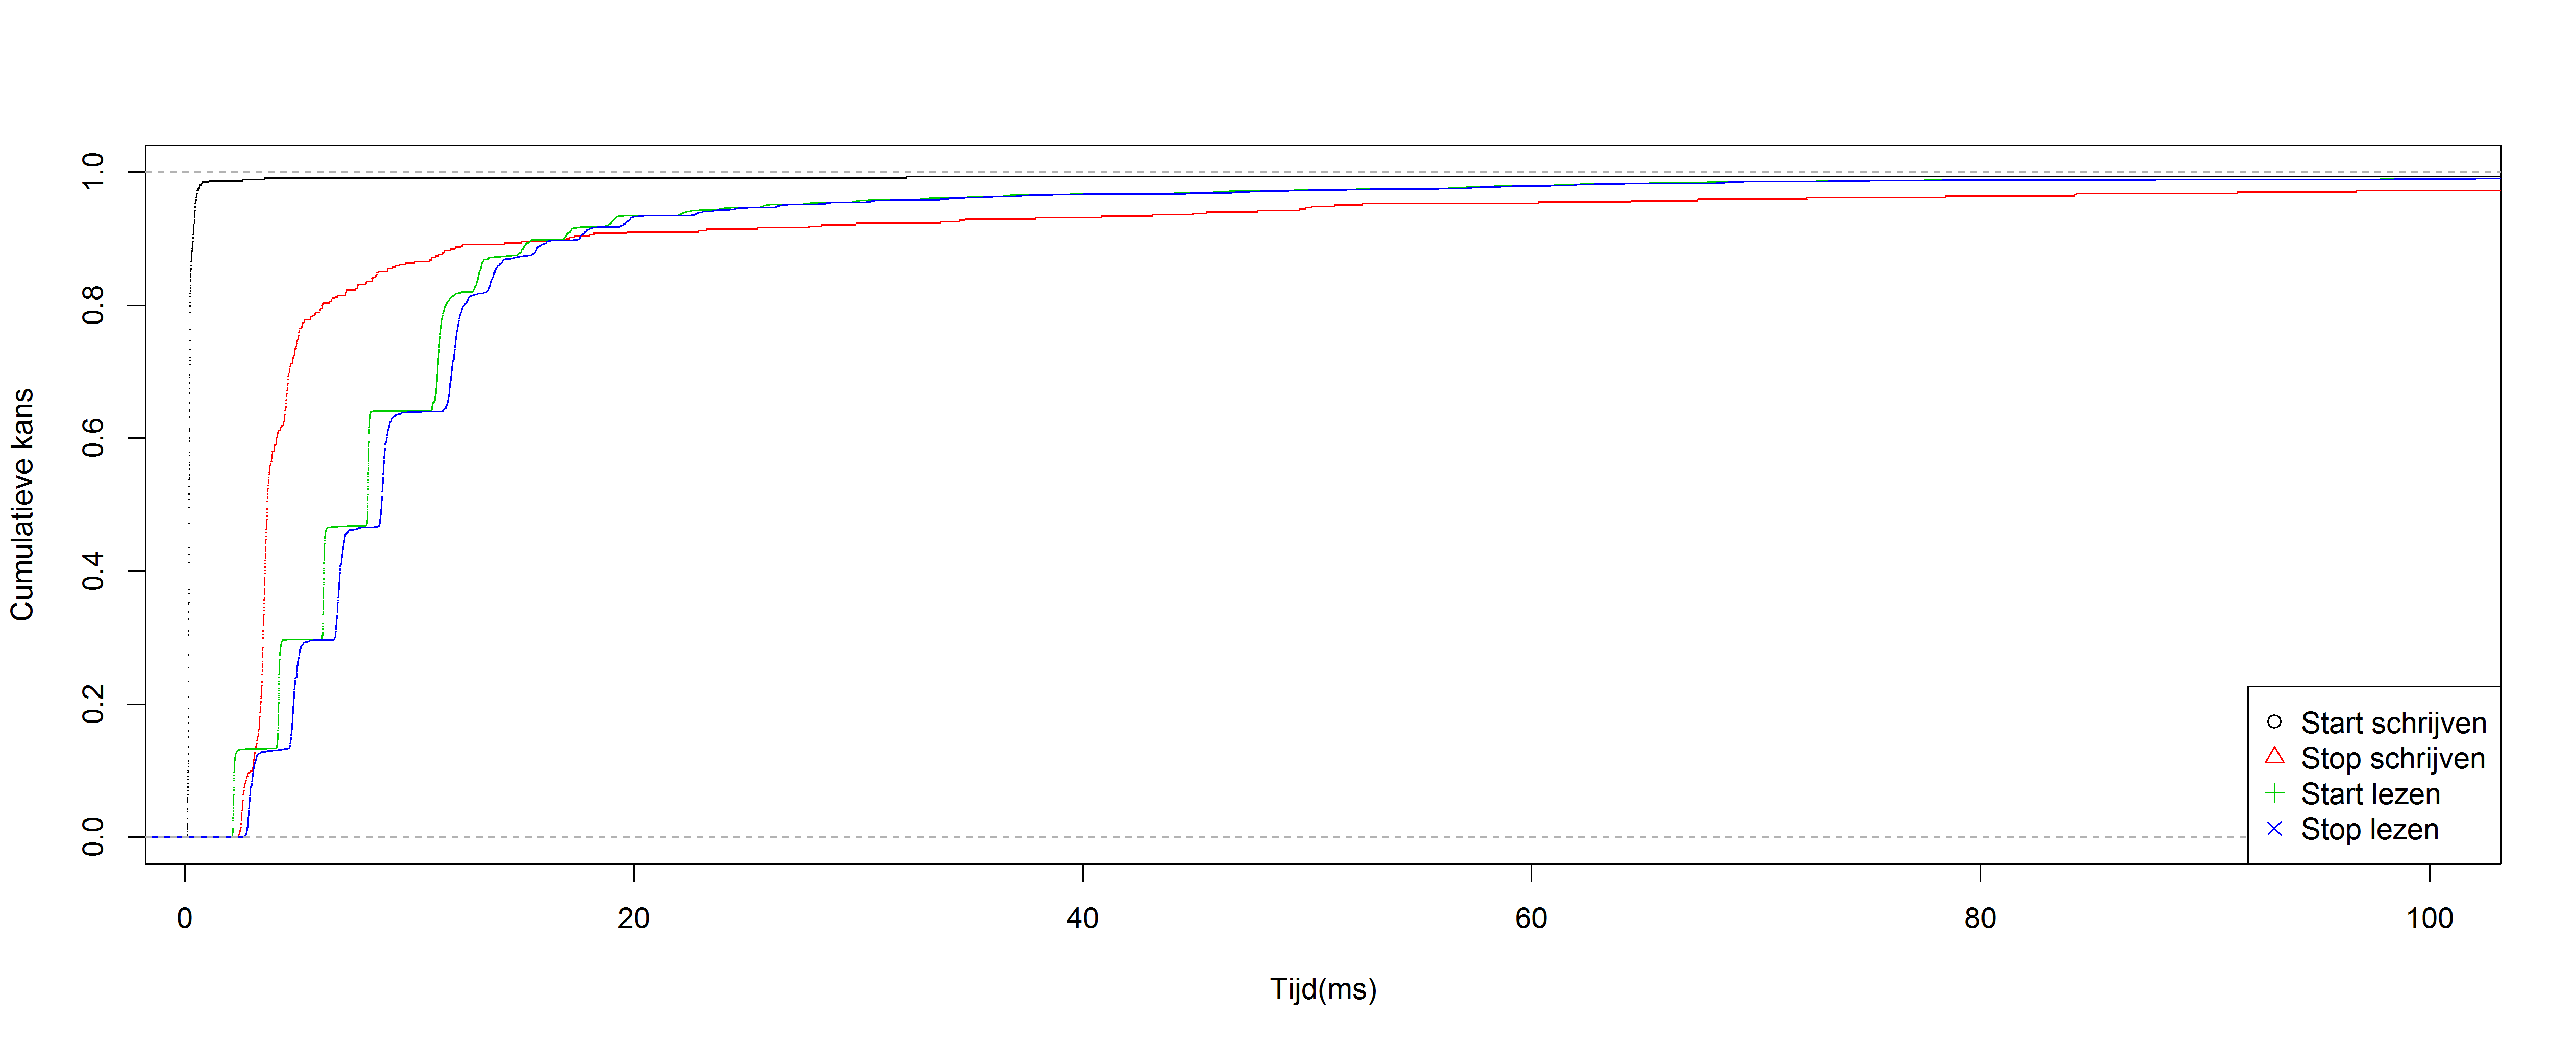 Cumulatieve kans
1.0
0.8
0.6
0.4
0.2
0.0
Start schrijven
Stop schrijven
Start lezen
Stop lezen
0 20 40 60 80 100
Tijd(ms)